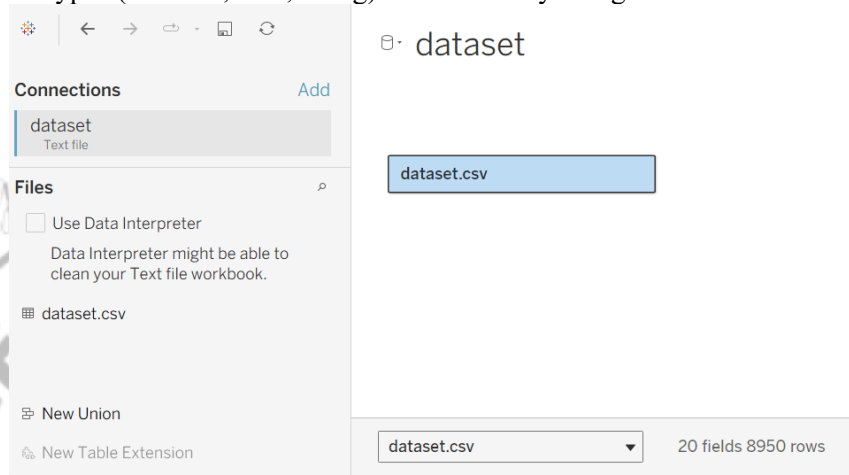 dataset
Connections
Add
dataset
Text file
dataset.csv
Files
Use Data Interpreter
Data Interpreter might be able to
clean your Text file workbook.
dataset.csv
New Union
New Table Extension
dataset.csv
20 fields 8950 rows